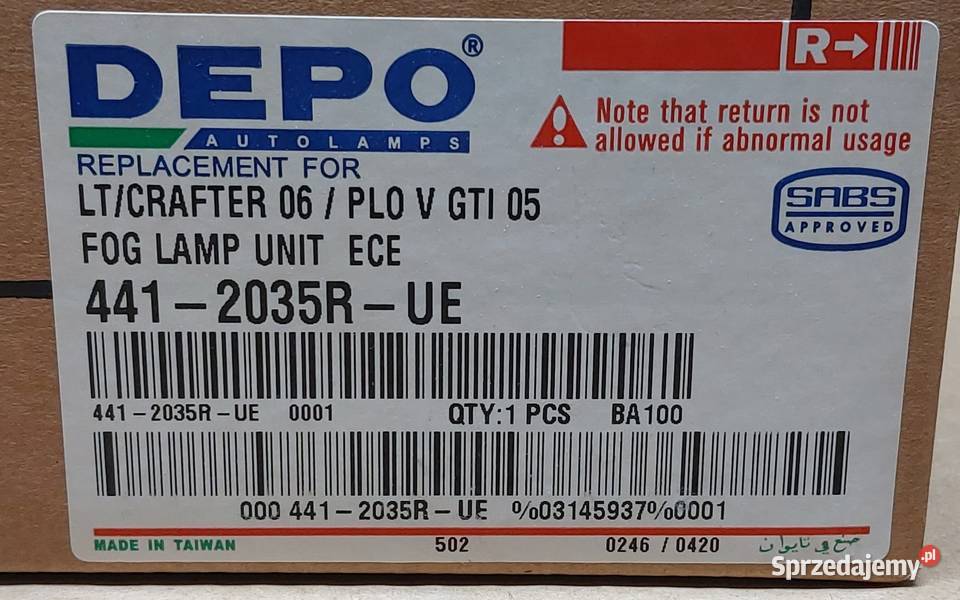 DEPO®
AUTOLAMPS
R→
Note that return is not
allowed if abnormal usage
REPLACEMENT FOR
LT/CRAFTER 06 / PLO V GTI 05
FOG LAMP UNIT ECE
SABS
APPROVED
441-2035R-UE
441-2035R-UE 0001 QTY:1 PCS BA100
000 441-2035R-UE %03145937%0001
MADE IN TAIWAN 502 0246 / 0420 صنع في تايوان
Sprzedajemy.pl